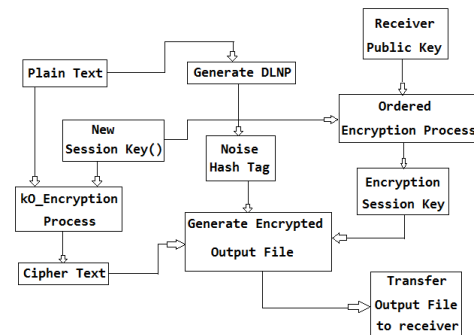 Receiver
Public Key
Plain Text
Generate DLNP
Ordered
Encryption Process
New
Session Key()
Noise
Hash Tag
Encryption
Session Key
kO_Encryption
Process
Generate Encrypted
Output File
Cipher Text
Transfer
Output File
to receiver